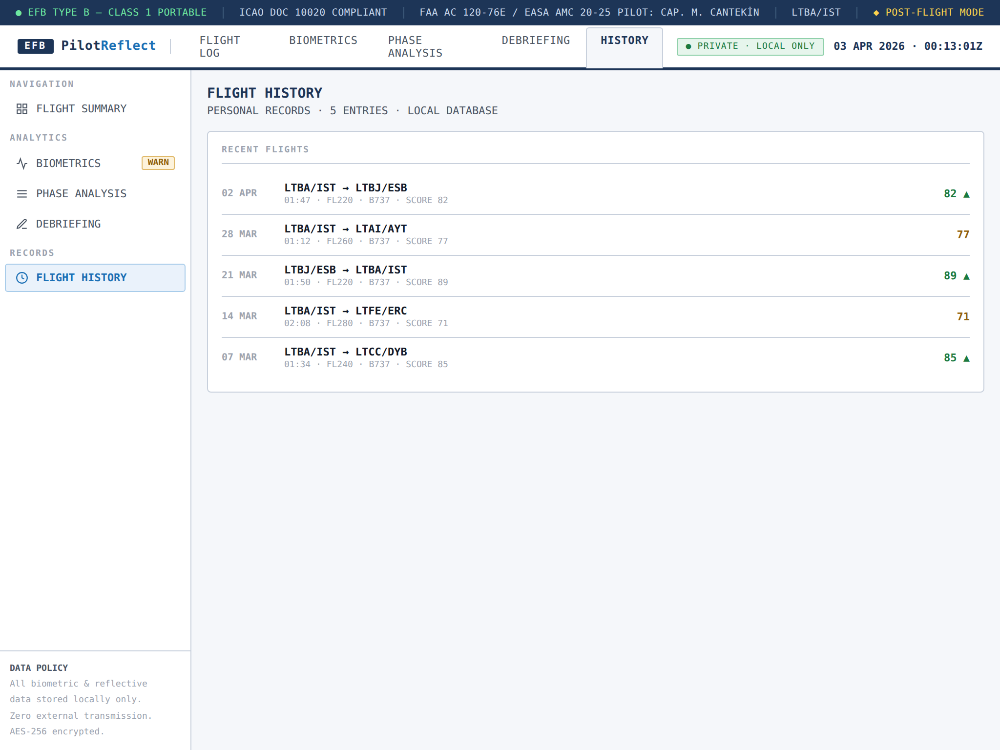 ● EFB TYPE B — CLASS 1 PORTABLE
ICAO DOC 10020 COMPLIANT
FAA AC 120-76E / EASA AMC 20-25 PILOT: CAP. M. CANTEKİN
LTBA/IST
◆ POST-FLIGHT MODE
EFB PilotReflect
FLIGHT
LOG
BIOMETRICS
PHASE
ANALYSIS
DEBRIEFING
HISTORY
● PRIVATE · LOCAL ONLY
03 APR 2026 · 00:13:01Z
NAVIGATION
FLIGHT SUMMARY
ANALYTICS
BIOMETRICS WARN
PHASE ANALYSIS
DEBRIEFING
RECORDS
FLIGHT HISTORY
DATA POLICY
All biometric & reflective
data stored locally only.
Zero external transmission.
AES-256 encrypted.
FLIGHT HISTORY
PERSONAL RECORDS · 5 ENTRIES · LOCAL DATABASE
RECENT FLIGHTS
02 APR
LTBA/IST → LTBJ/ESB
01:47 · FL220 · B737 · SCORE 82
82 ▲
28 MAR
LTBA/IST → LTAI/AYT
01:12 · FL260 · B737 · SCORE 77
77
21 MAR
LTBJ/ESB → LTBA/IST
01:50 · FL220 · B737 · SCORE 89
89 ▲
14 MAR
LTBA/IST → LTFE/ERC
02:08 · FL280 · B737 · SCORE 71
71
07 MAR
LTBA/IST → LTCC/DYB
01:34 · FL240 · B737 · SCORE 85
85 ▲